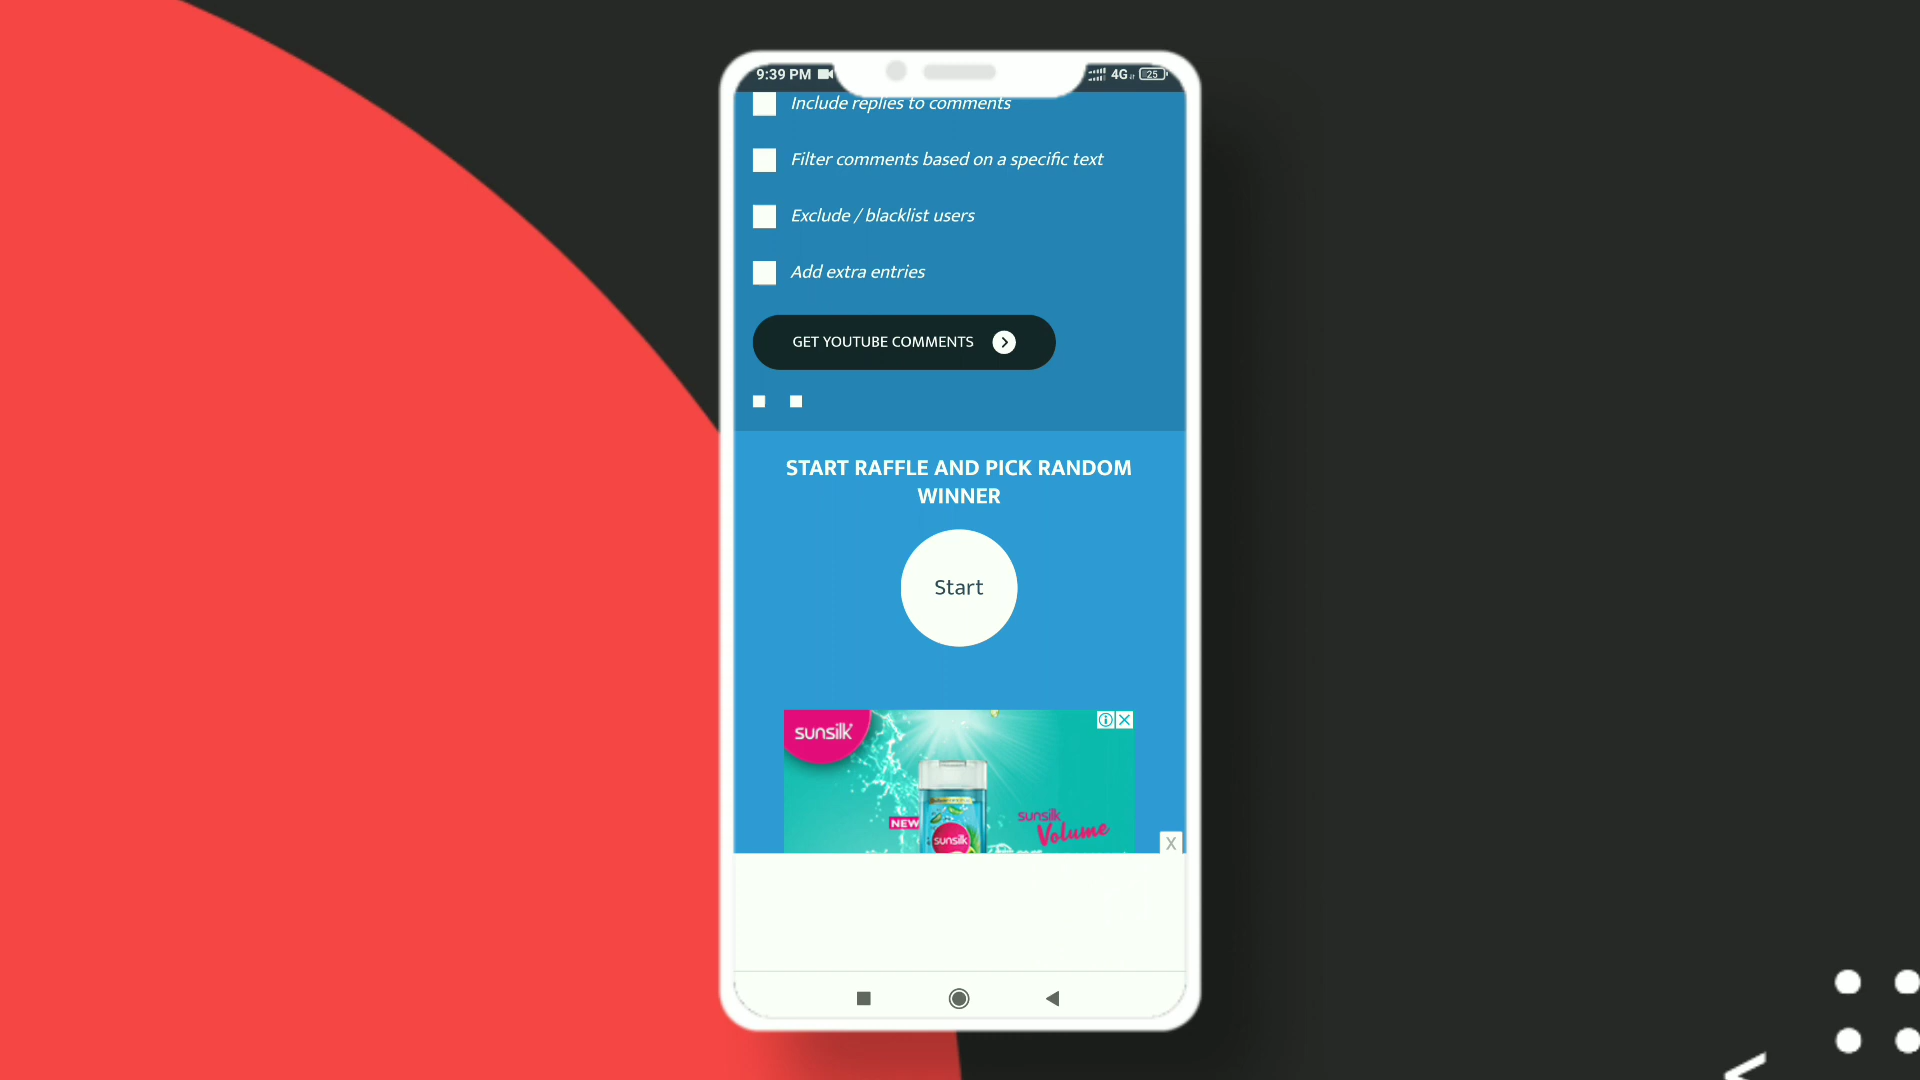 9:39 PM 4G 25
Include replies to comments
Filter comments based on a specific text
Exclude / blacklist users
Add extra entries
GET YOUTUBE COMMENTS
START RAFFLE AND PICK RANDOM
WINNER
Start
sunsilk
NEW
sunsilk
sunsilk
Volume
X